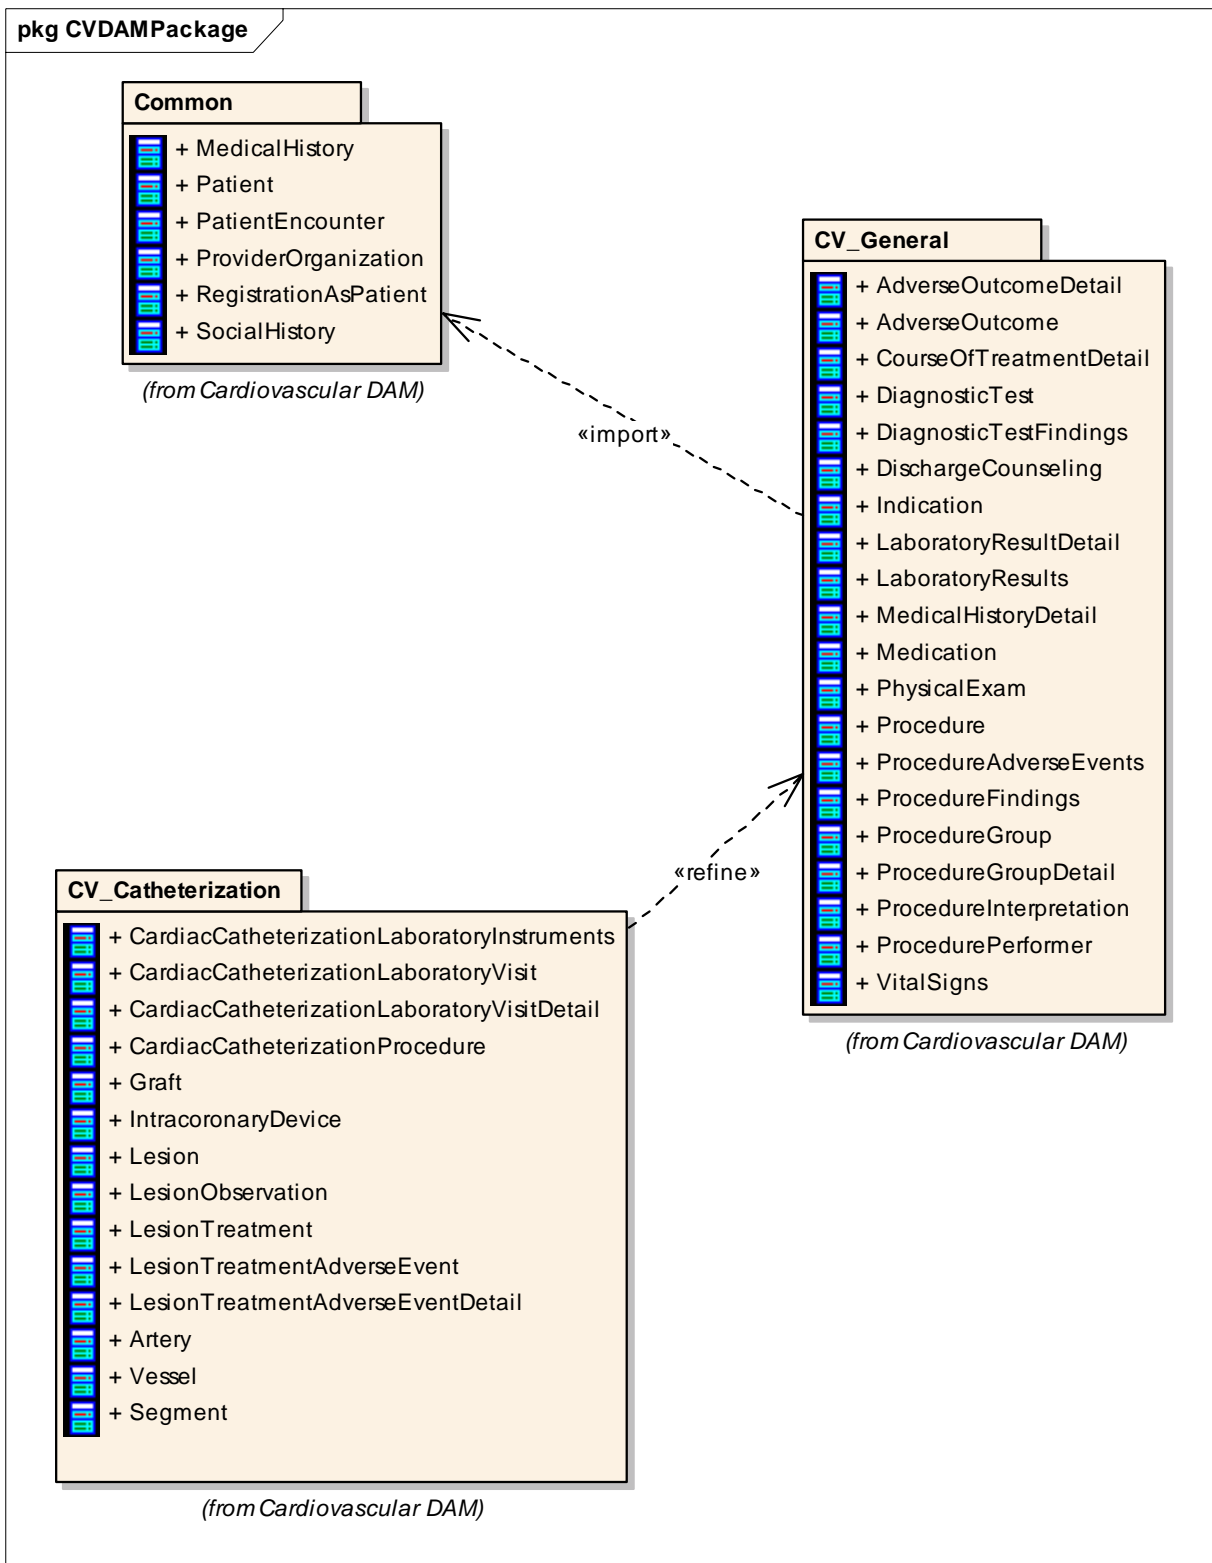 pkg CVDAMPackage
Common
+ MedicalHistory
+ Patient
+ PatientEncounter
+ ProviderOrganization
+ RegistrationAsPatient
+ SocialHistory
(from Cardiovascular DAM)
«import»
CV_General
+ AdverseOutcomeDetail
+ AdverseOutcome
+ CourseOfTreatmentDetail
+ DiagnosticTest
+ DiagnosticTestFindings
+ DischargeCounseling
+ Indication
+ LaboratoryResultDetail
+ LaboratoryResults
+ MedicalHistoryDetail
+ Medication
+ PhysicalExam
+ Procedure
+ ProcedureAdverseEvents
+ ProcedureFindings
+ ProcedureGroup
+ ProcedureGroupDetail
+ ProcedureInterpretation
+ ProcedurePerformer
+ VitalSigns
(from Cardiovascular DAM)
«refine»
CV_Catheterization
+ CardiacCatheterizationLaboratoryInstruments
+ CardiacCatheterizationLaboratoryVisit
+ CardiacCatheterizationLaboratoryVisitDetail
+ CardiacCatheterizationProcedure
+ Graft
+ IntracoronaryDevice
+ Lesion
+ LesionObservation
+ LesionTreatment
+ LesionTreatmentAdverseEvent
+ LesionTreatmentAdverseEventDetail
+ Artery
+ Vessel
+ Segment
(from Cardiovascular DAM)